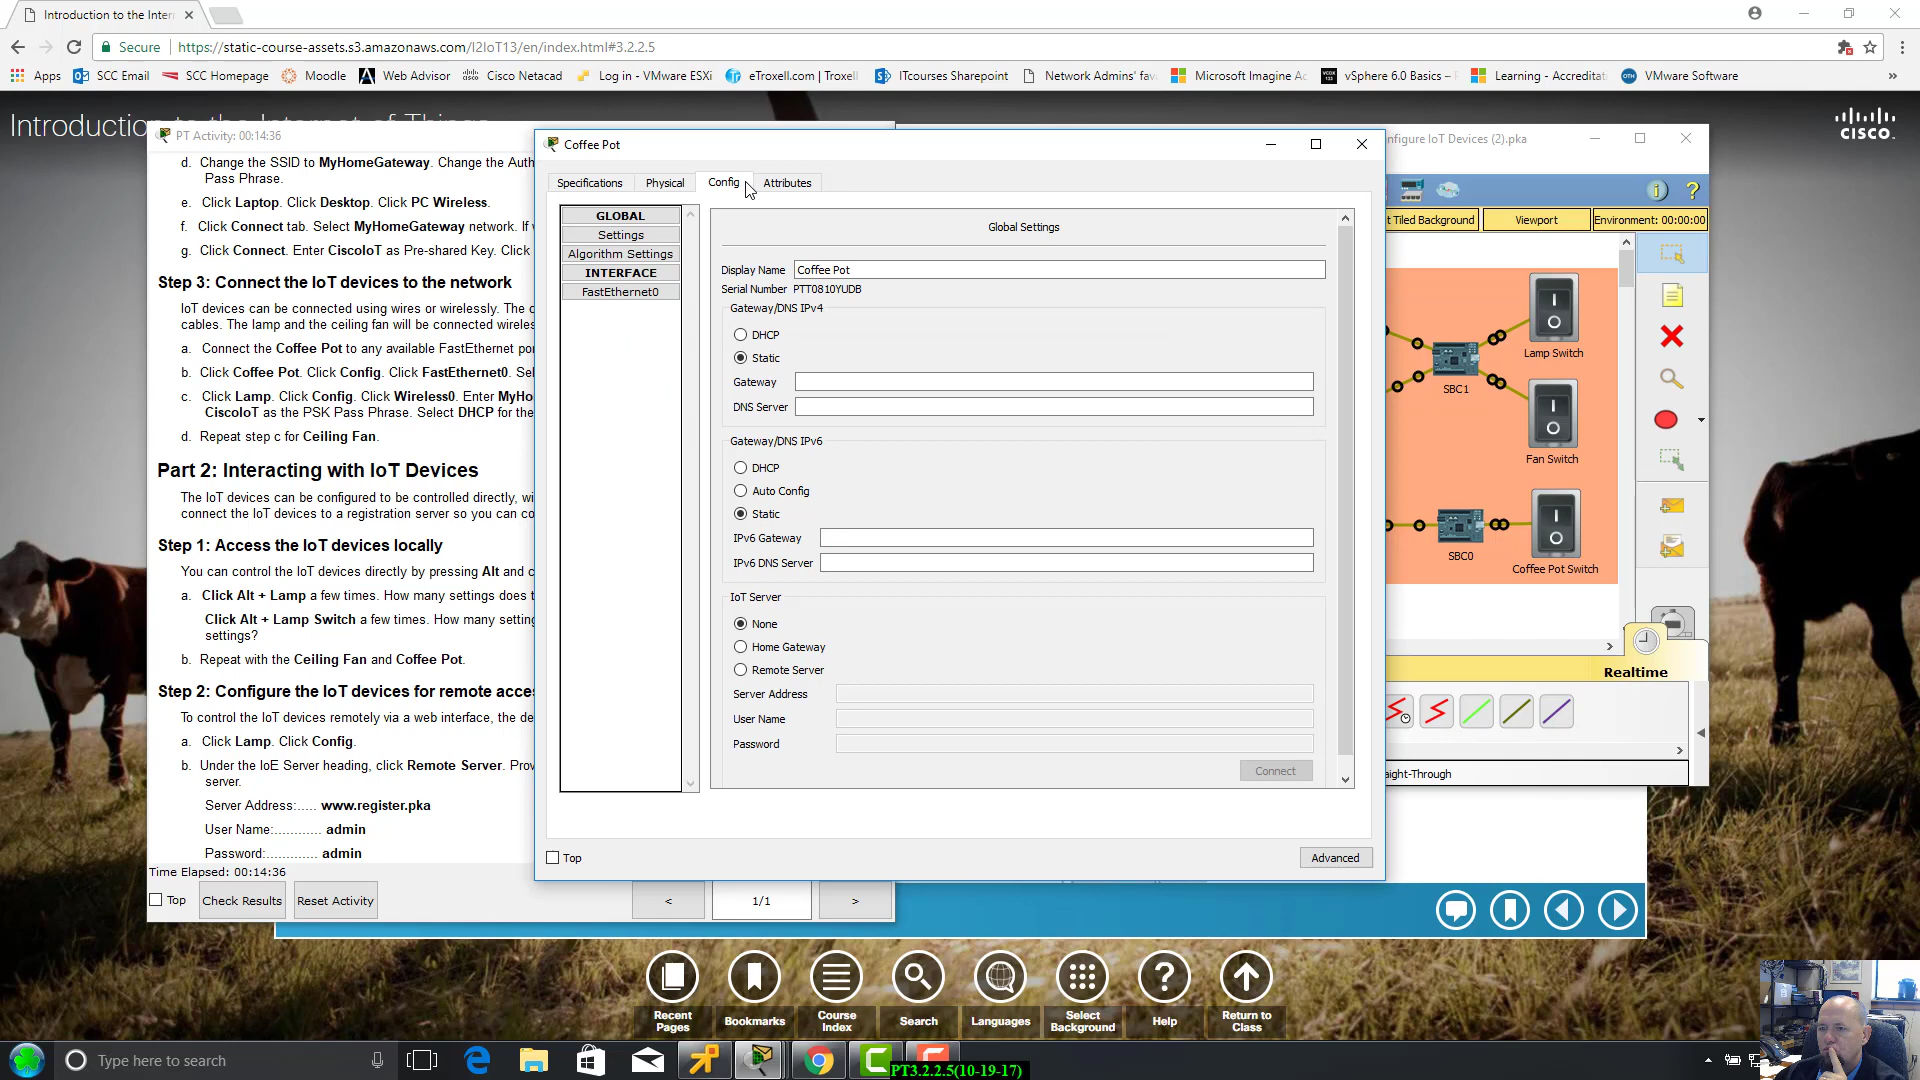 Introduction to the Inter
Secure
https://static-course-assets.s3.amazonaws.com/I2IoT13/en/index.html#3.2.2.5
Apps
SCC Email
SCC Homepage
Moodle
Web Advisor
Cisco Netacad
Log in - VMware ESXi
eTroxell.com | Troxell
ITcourses Sharepoint
Network Admins' fav
Microsoft Imagine Ac
vSphere 6.0 Basics –
Learning - Accreditat
VMware Software
»
Introduction to the Internet of Things
CISCO
PT Activity: 00:14:36
d. Change the SSID to MyHomeGateway. Change the Auth
Pass Phrase.
e. Click Laptop. Click Desktop. Click PC Wireless.
f. Click Connect tab. Select MyHomeGateway network. If
g. Click Connect. Enter CiscoIoT as Pre-shared Key. Click
Step 3: Connect the IoT devices to the network
IoT devices can be connected using wires or wirelessly. The c
cables. The lamp and the ceiling fan will be connected wireles
a. Connect the Coffee Pot to any available FastEthernet por
b. Click Coffee Pot. Click Config. Click FastEthernet0. Sel
c. Click Lamp. Click Config. Click Wireless0. Enter MyHo
CiscoIoT as the PSK Pass Phrase. Select DHCP for the
d. Repeat step c for Ceiling Fan.
Part 2: Interacting with IoT Devices
The IoT devices can be configured to be controlled directly, wi
connect the IoT devices to a registration server so you can co
Step 1: Access the IoT devices locally
You can control the IoT devices directly by pressing Alt and c
a. Click Alt + Lamp a few times. How many settings does t
Click Alt + Lamp Switch a few times. How many setting
settings?
b. Repeat with the Ceiling Fan and Coffee Pot.
Step 2: Configure the IoT devices for remote acces
To control the IoT devices remotely via a web interface, the de
a. Click Lamp. Click Config.
b. Under the IoE Server heading, click Remote Server. Prov
server.
Server Address:..... www.register.pka
User Name:............ admin
Password:............. admin
Time Elapsed: 00:14:36
Top
Check Results
Reset Activity
<
1/1
>
Coffee Pot
Specifications
Physical
Config
Attributes
GLOBAL
Settings
Algorithm Settings
INTERFACE
FastEthernet0
Global Settings
Display Name
Coffee Pot
Serial Number PTT0810YUDB
Gateway/DNS IPv4
DHCP
Static
Gateway
DNS Server
Gateway/DNS IPv6
DHCP
Auto Config
Static
IPv6 Gateway
IPv6 DNS Server
IoT Server
None
Home Gateway
Remote Server
Server Address
User Name
Password
Connect
Top
Advanced
nfigure IoT Devices (2).pka
t Tiled Background
Viewport
Environment: 00:00:00
SBC1
Lamp Switch
Fan Switch
SBC0
Coffee Pot Switch
Realtime
aight-Through
Recent
Pages
Bookmarks
Course
Index
Search
Languages
Select
Background
Help
Return to
Class
Type here to search
PT3.2.2.5(10-19-17)